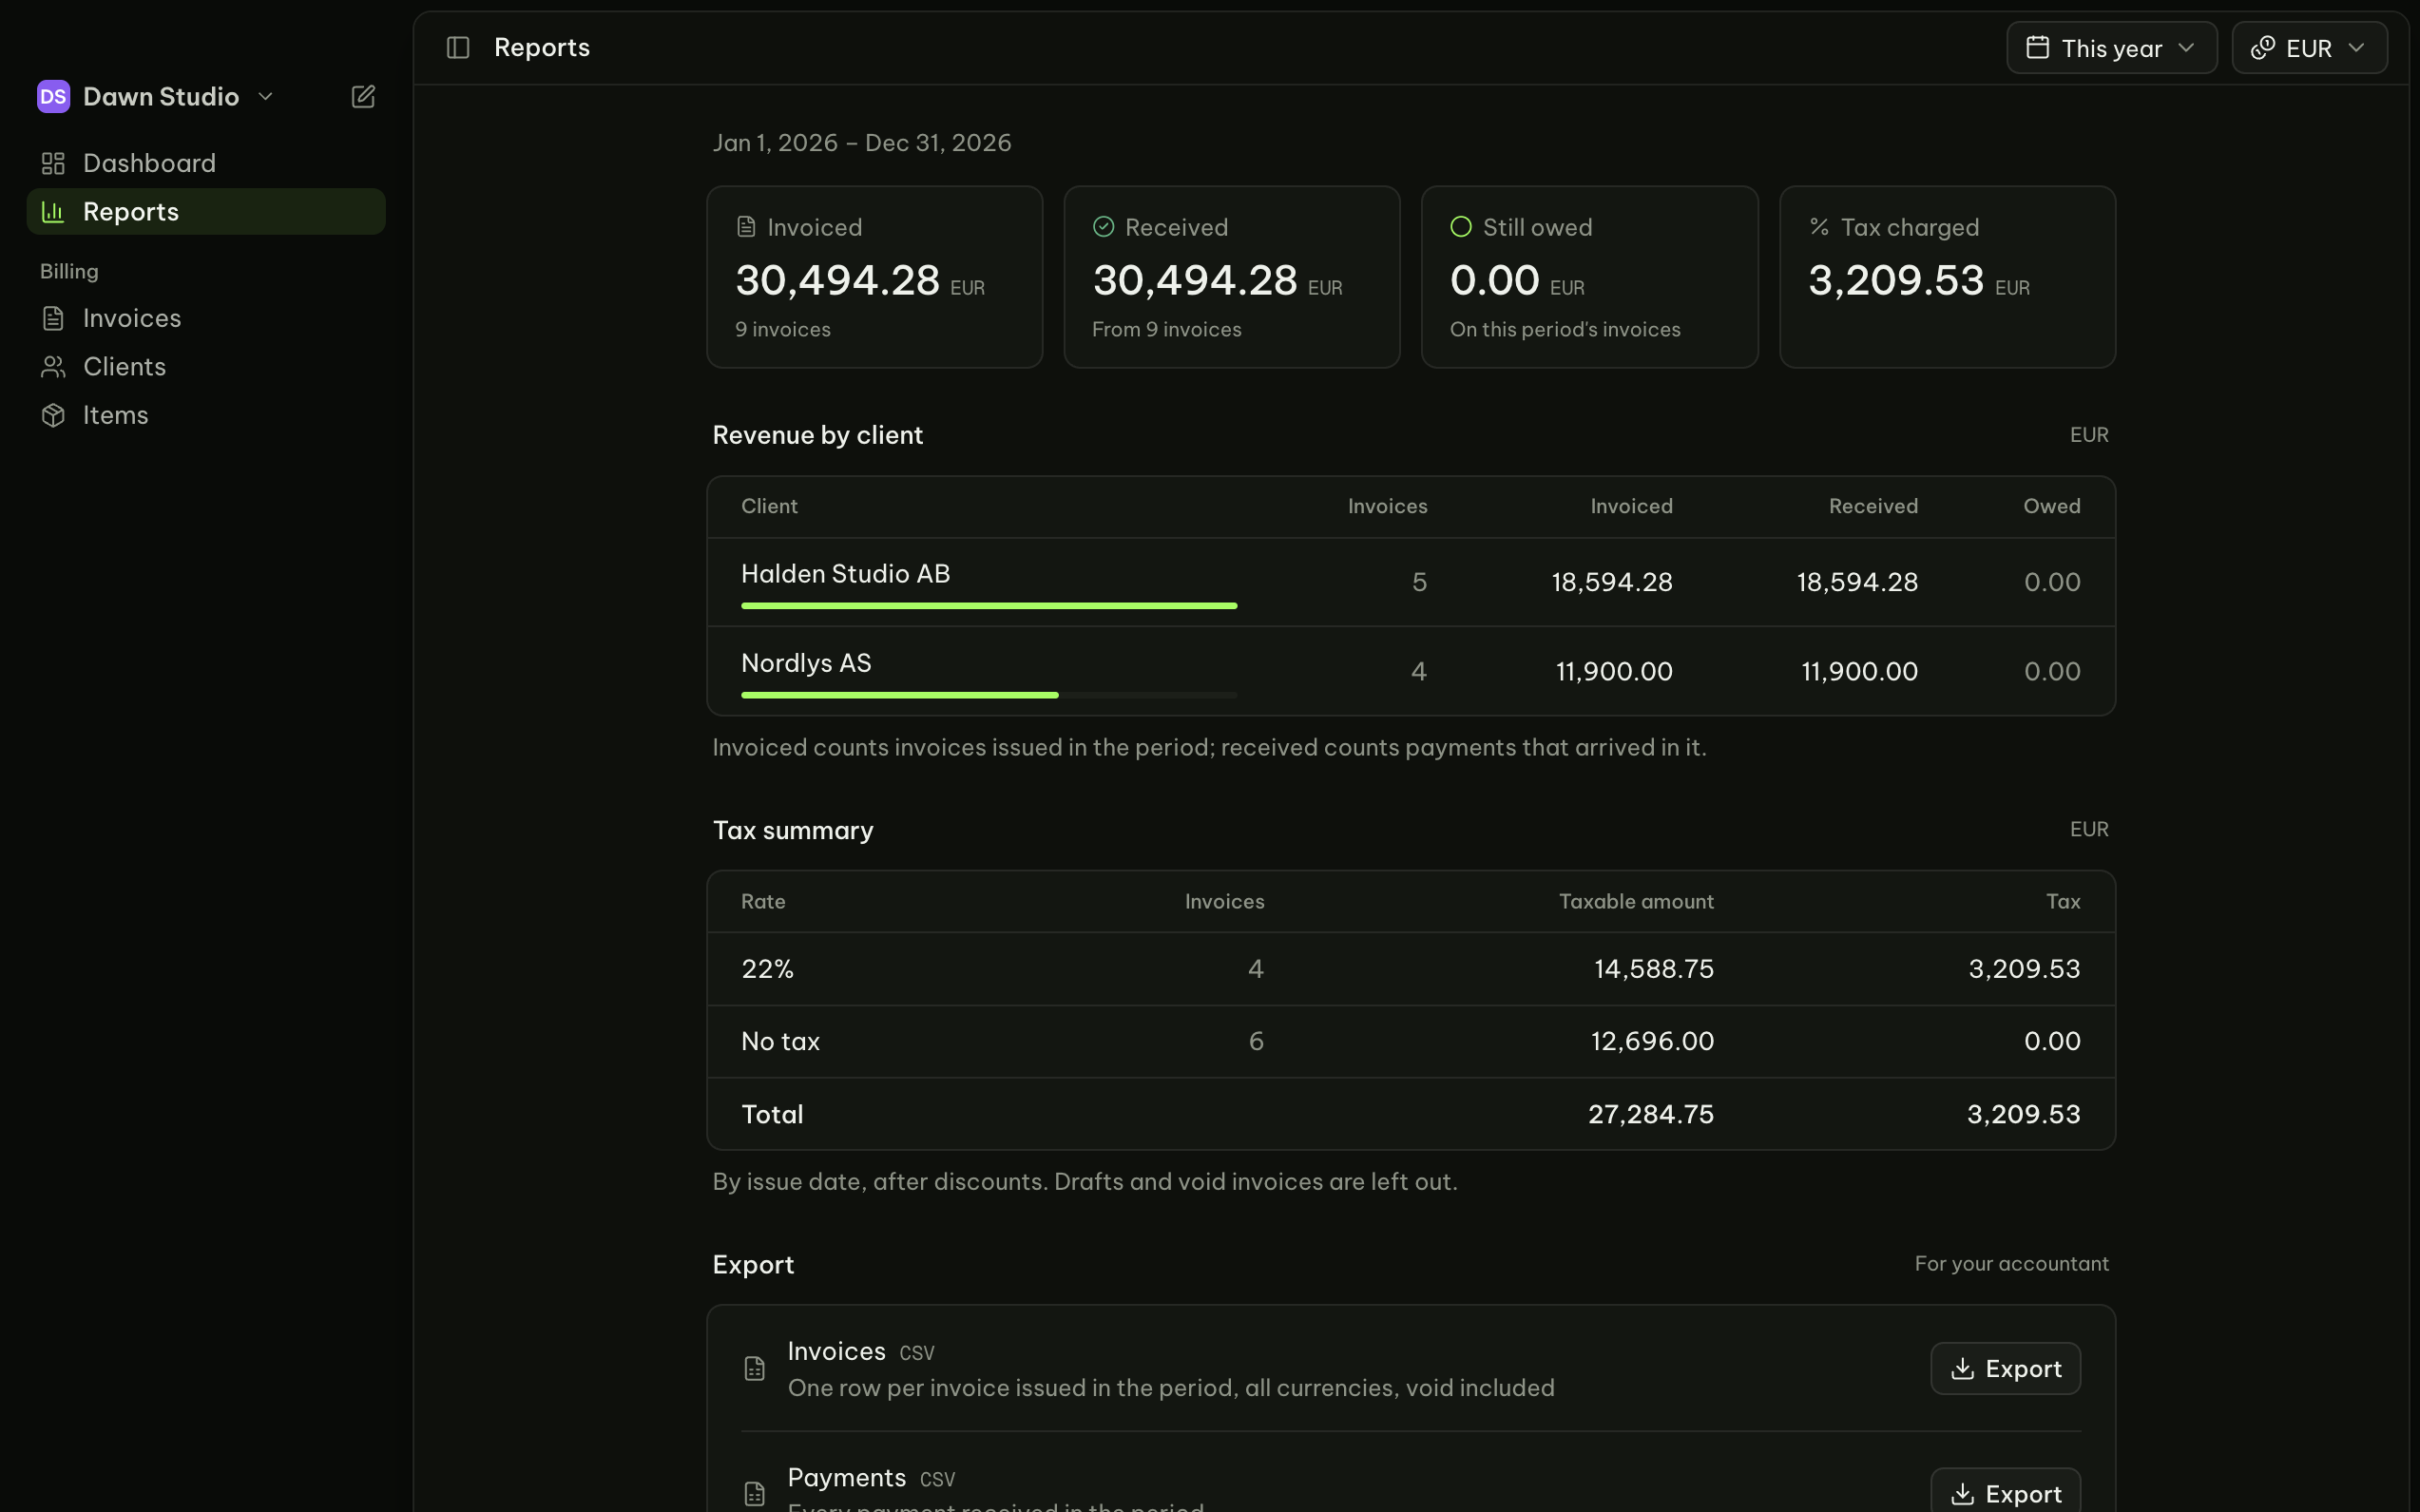 Reports
This year
EUR
DS
Dawn Studio
Dashboard
Reports
Billing
Invoices
Clients
Items
Jan 1, 2026 – Dec 31, 2026
Invoiced
30,494.28 EUR
9 invoices
Received
30,494.28 EUR
From 9 invoices
Still owed
0.00 EUR
On this period's invoices
Tax charged
3,209.53 EUR
Revenue by client EUR
Client Invoices Invoiced Received Owed
Halden Studio AB 5 18,594.28 18,594.28 0.00
Nordlys AS 4 11,900.00 11,900.00 0.00
Invoiced counts invoices issued in the period; received counts payments that arrived in it.
Tax summary EUR
Rate Invoices Taxable amount Tax
22% 4 14,588.75 3,209.53
No tax 6 12,696.00 0.00
Total 27,284.75 3,209.53
By issue date, after discounts. Drafts and void invoices are left out.
Export For your accountant
Invoices CSV
One row per invoice issued in the period, all currencies, void included
Export
Payments CSV
Every payment received in the period
Export